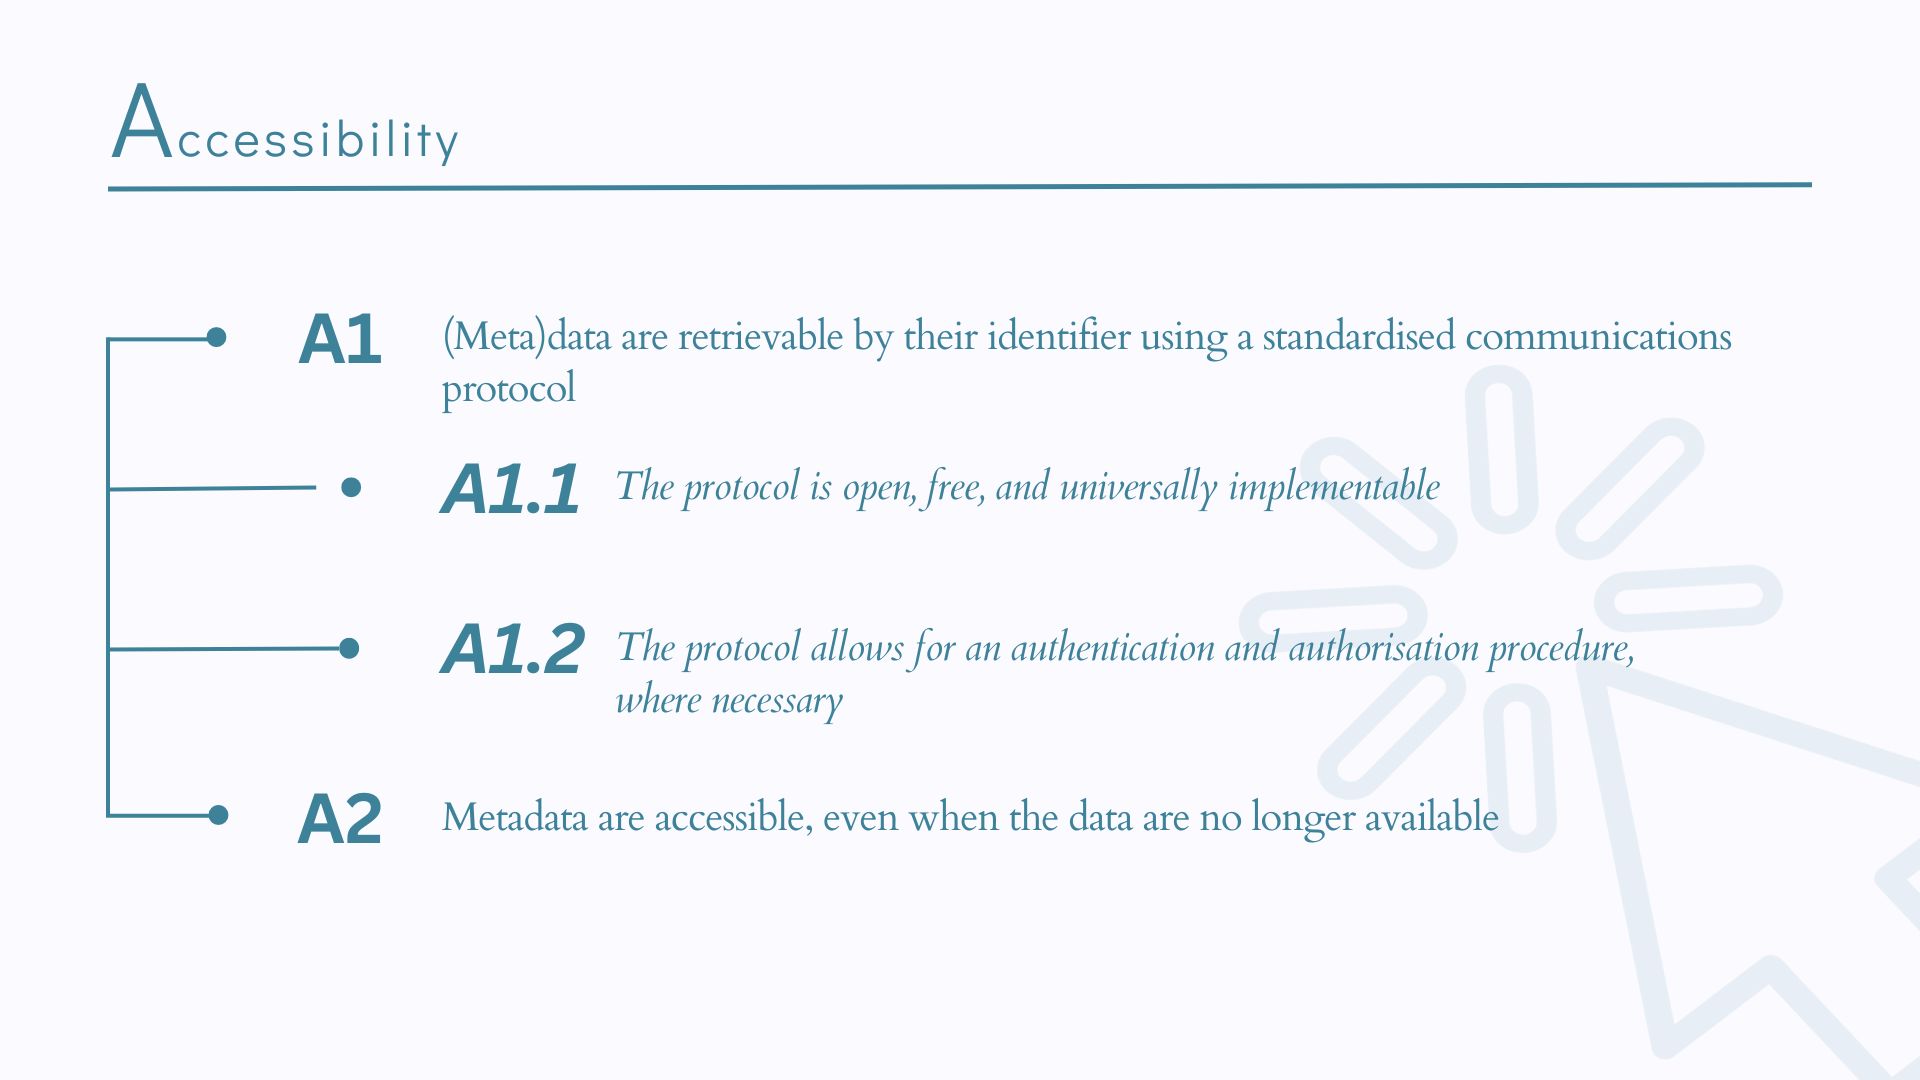 Accessibility
A1 (Meta)data are retrievable by their identifier using a standardised communications
protocol
A1.1 The protocol is open, free, and universally implementable
A1.2 The protocol allows for an authentication and authorisation procedure,
where necessary
A2 Metadata are accessible, even when the data are no longer available